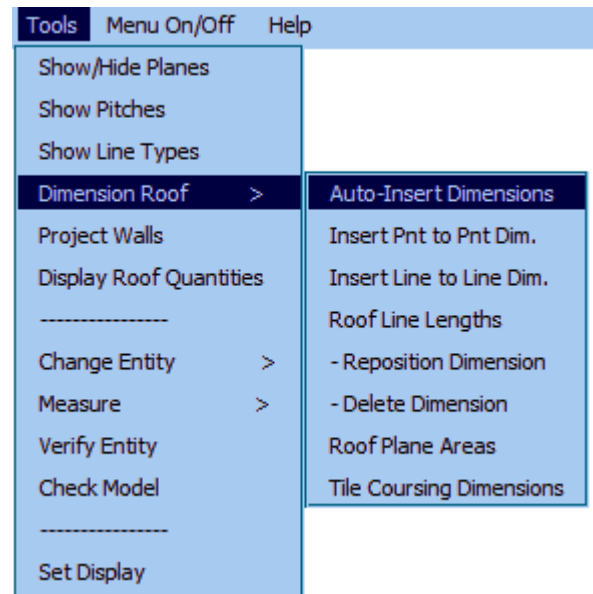 Tools Menu On/Off Help
Show/Hide Planes
Show Pitches
Show Line Types
Dimension Roof >
Project Walls
Display Roof Quantities
----------------
Change Entity >
Measure >
Verify Entity
Check Model
----------------
Set Display
Auto-Insert Dimensions
Insert Pnt to Pnt Dim.
Insert Line to Line Dim.
Roof Line Lengths
- Reposition Dimension
- Delete Dimension
Roof Plane Areas
Tile Coursing Dimensions